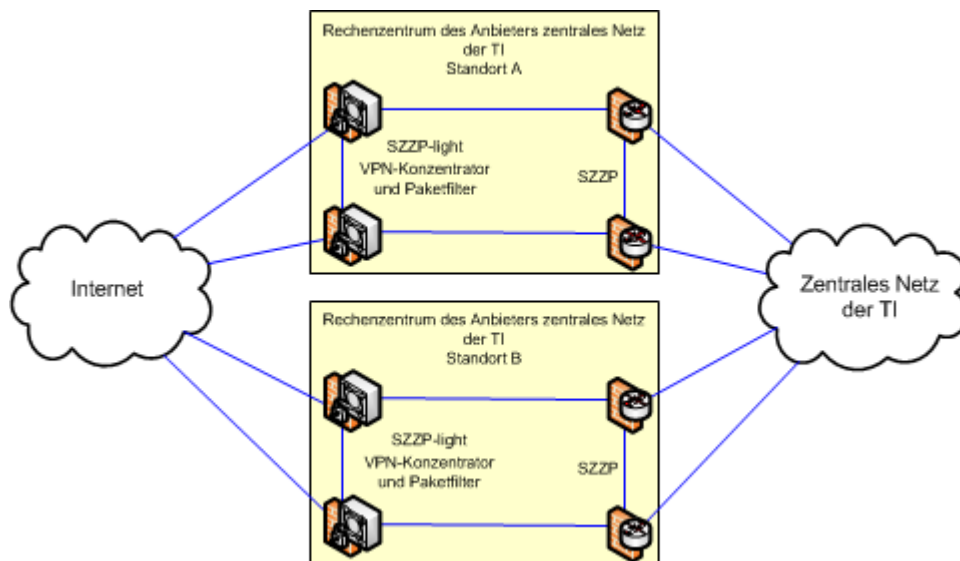 Rechenzentrum des Anbieters zentrales Netz
der TI
Standort A
SZZP-light
VPN-Konzentrator
und Paketfilter
SZZP
Internet
Zentrales Netz
der TI
Rechenzentrum des Anbieters zentrales Netz
der TI
Standort B
SZZP-light
VPN-Konzentrator
und Paketfilter
SZZP